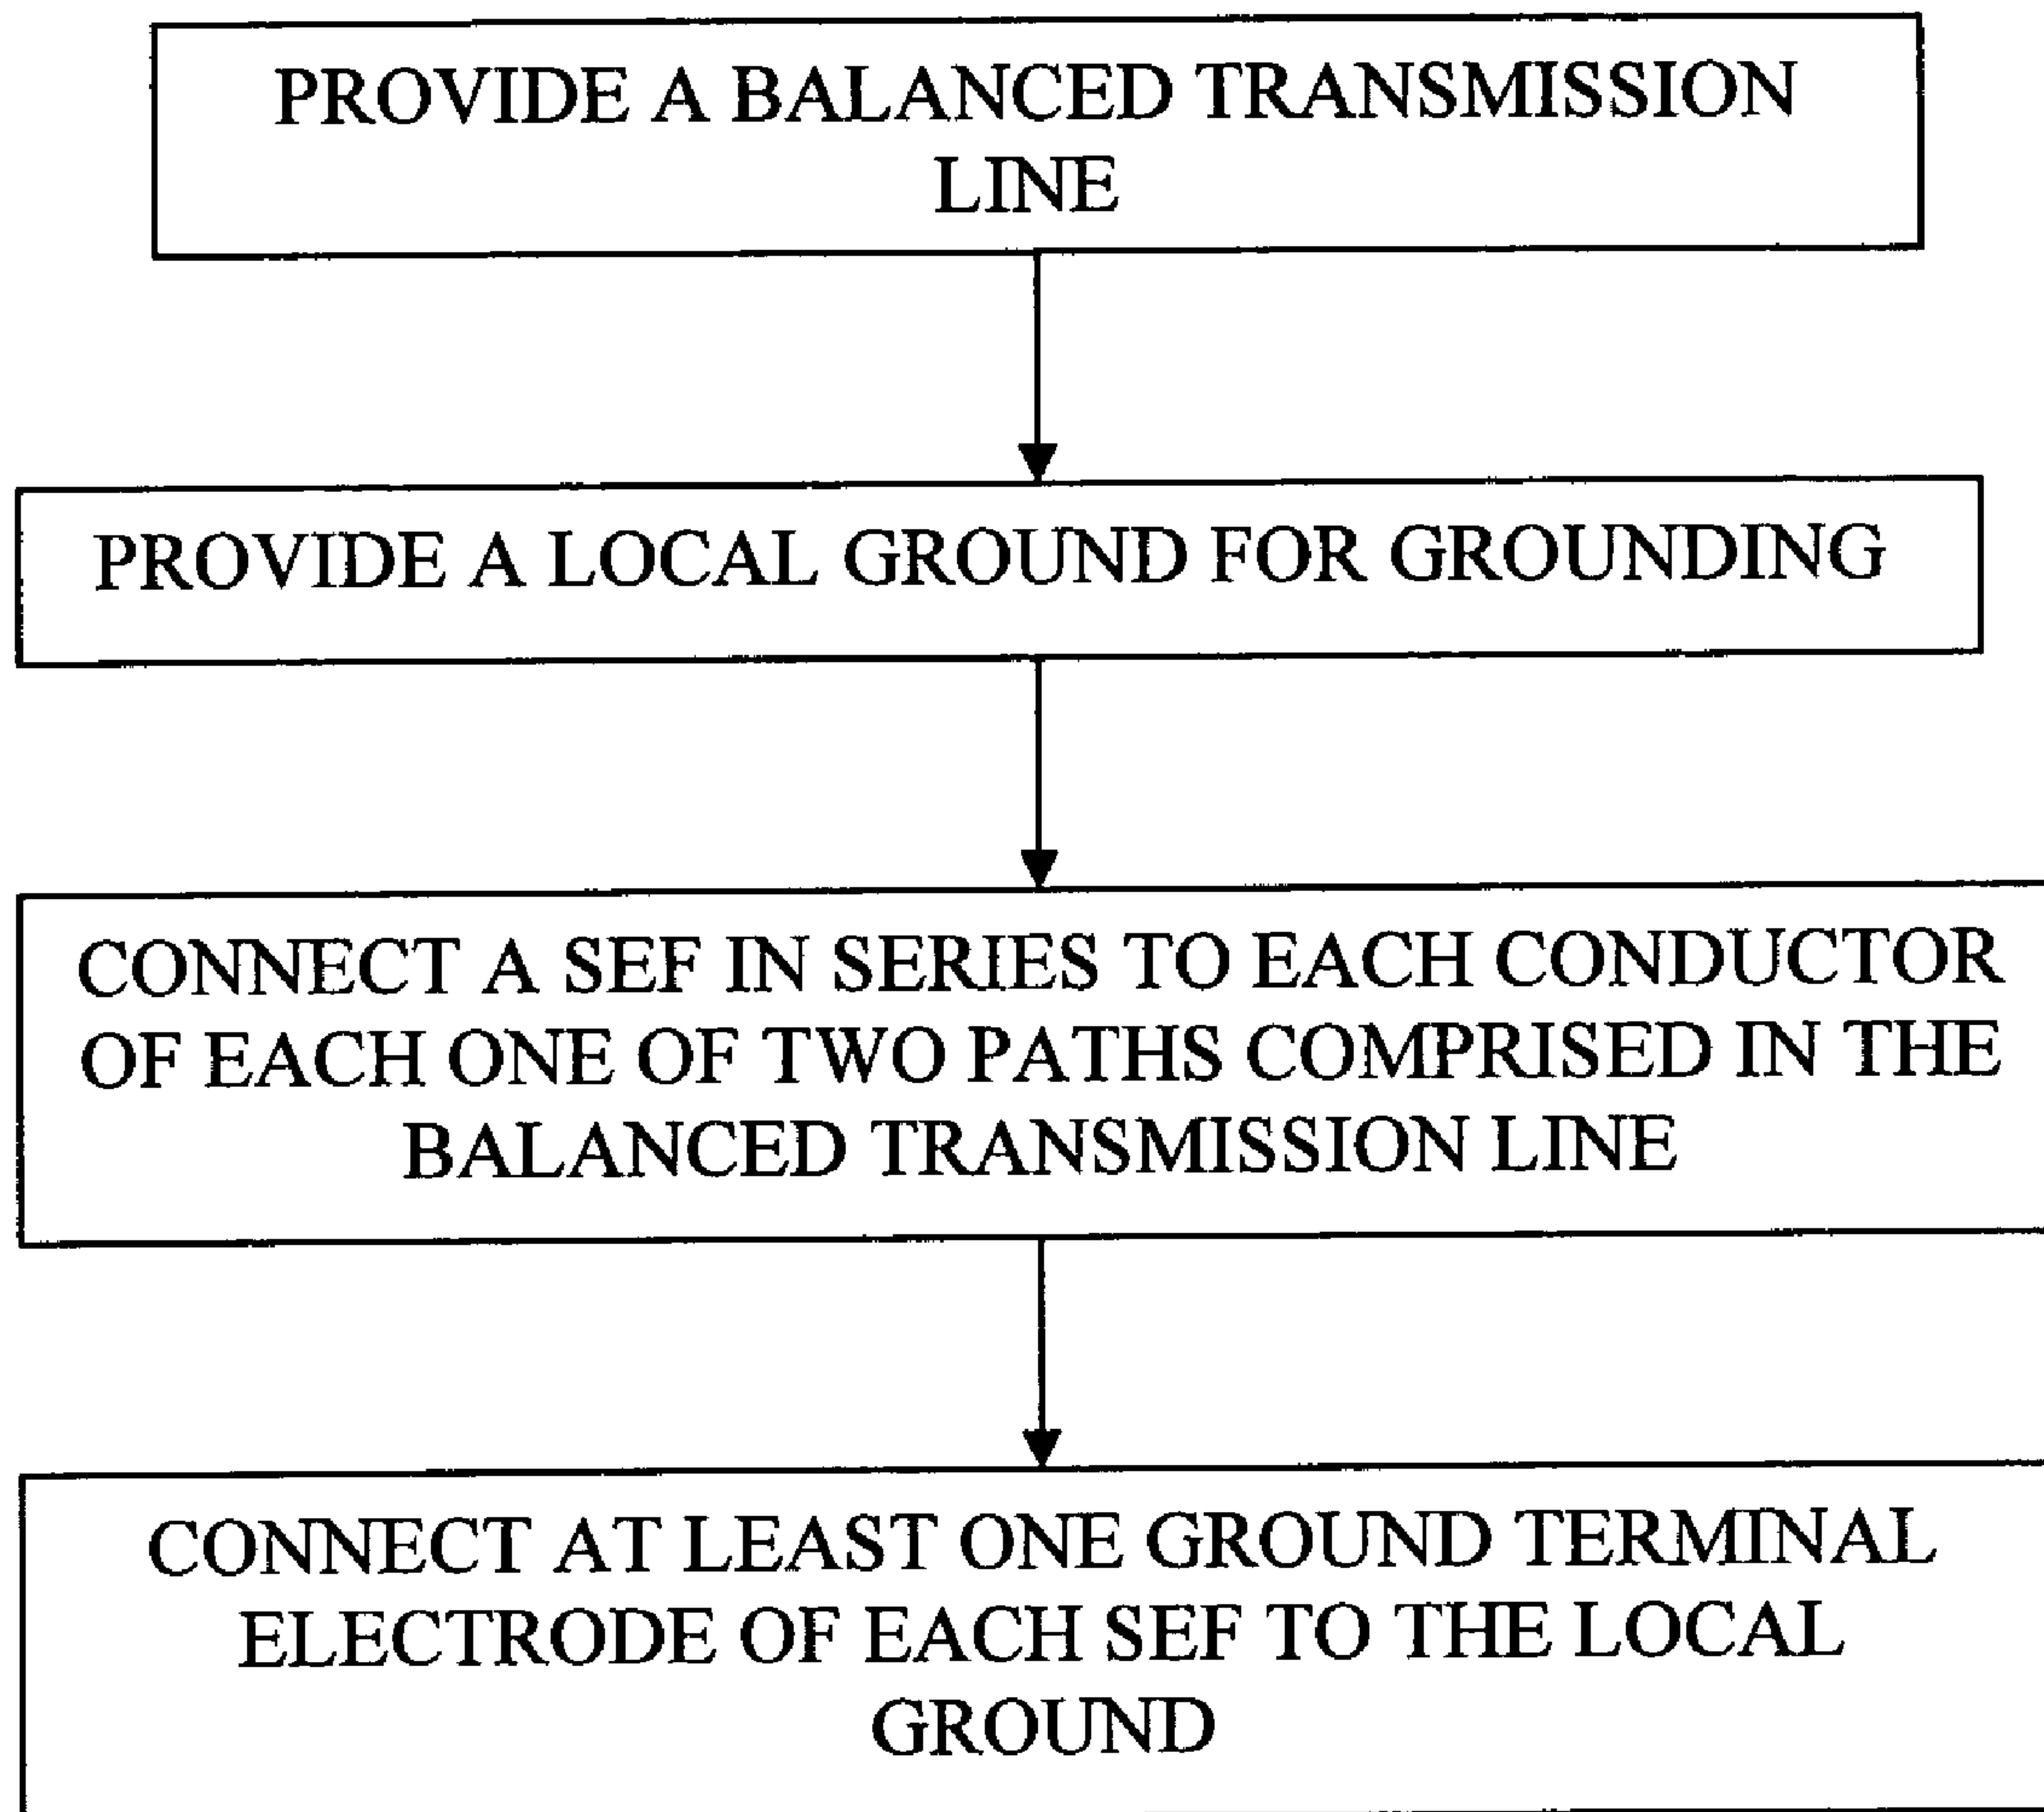 PROVIDE A BALANCED TRANSMISSION
LINE
PROVIDE A LOCAL GROUND FOR GROUNDING
CONNECT A SEF IN SERIES TO EACH CONDUCTOR
OF EACH ONE OF TWO PATHS COMPRISED IN THE
BALANCED TRANSMISSION LINE
CONNECT AT LEAST ONE GROUND TERMINAL
ELECTRODE OF EACH SEF TO THE LOCAL
GROUND